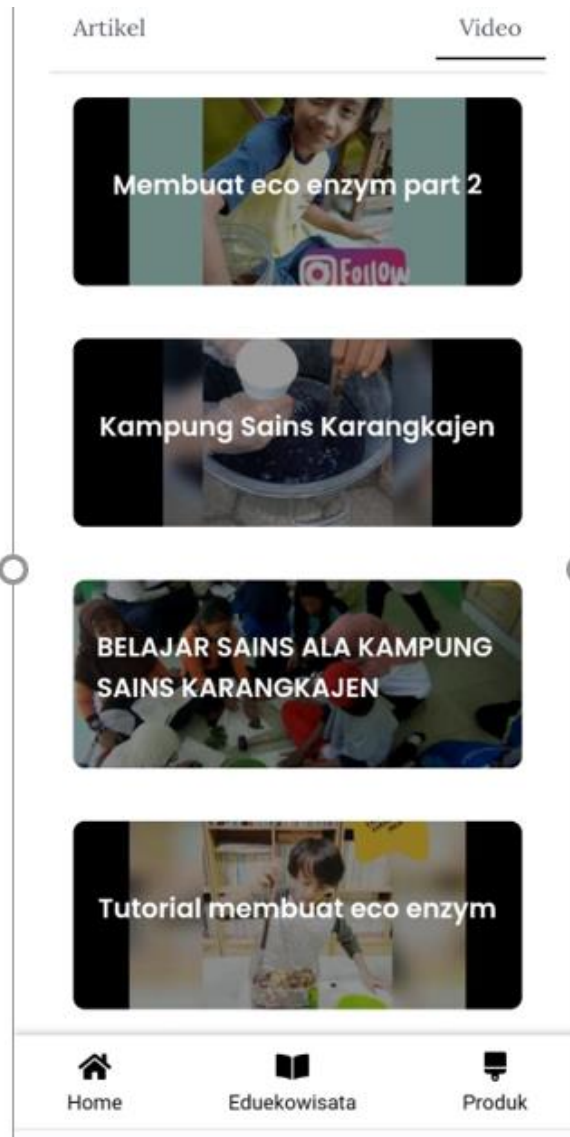 Artikel Video
Membuat eco enzym part 2
Follow
Kampung Sains Karangkajen
BELAJAR SAINS ALA KAMPUNG
SAINS KARANGKAJEN
Tutorial membuat eco enzym
Home Eduekowisata Produk